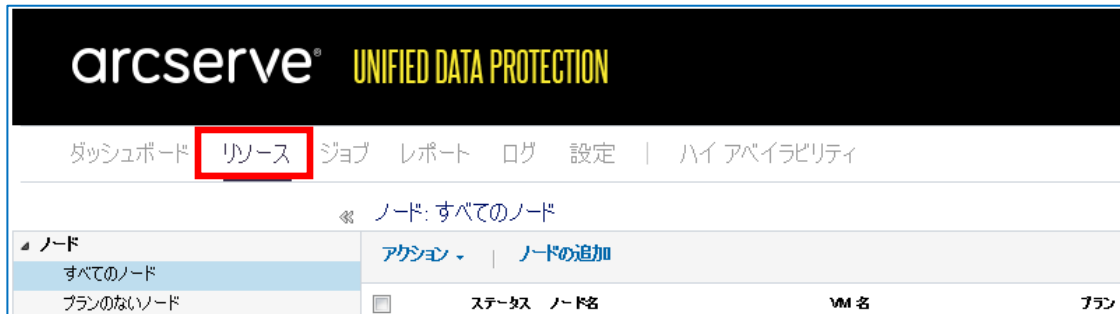 arcserve® UNIFIED DATA PROTECTION
ダッシュボード リソース ジョブ レポート ログ 設定 | ハイ アベイラビリティ
ノード: すべてのノード
ノード
アクション | ノードの追加
すべてのノード
プランのないノード
ステータス ノード名 VM 名 プラン